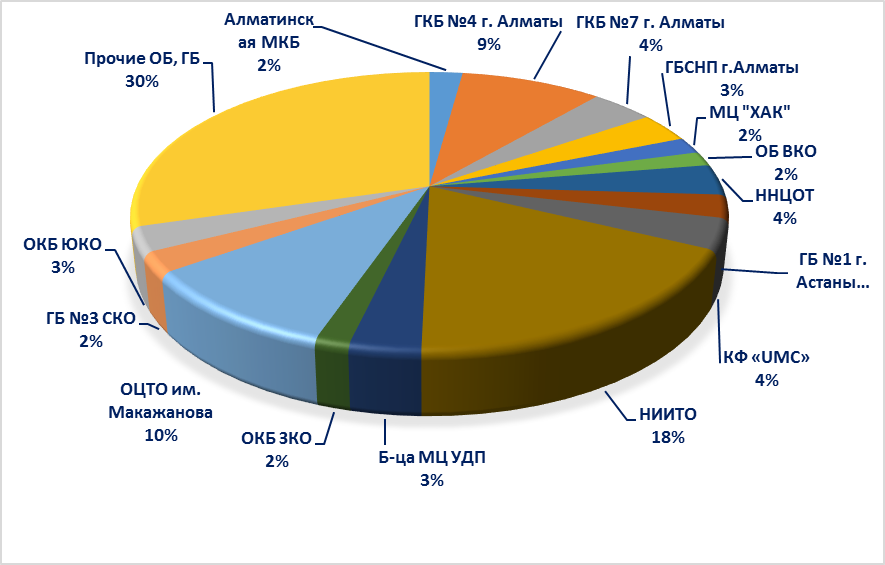 Алматинск
ая МКБ
2%
ГКБ №4 г. Алматы
9%
ГКБ №7 г. Алматы
4%
ГБСНП г.Алматы
3%
МЦ "ХАК"
2%
ОБ ВКО
2%
ННЦОТ
4%
ГБ №1 г.
Астаны...
КФ «UMC»
4%
НИИТО
18%
Б-ца МЦ УДП
3%
ОКБ ЗКО
2%
ОЦТО им.
Макажанова
10%
ГБ №3 СКО
2%
ОКБ ЮКО
3%
Прочие ОБ, ГБ
30%